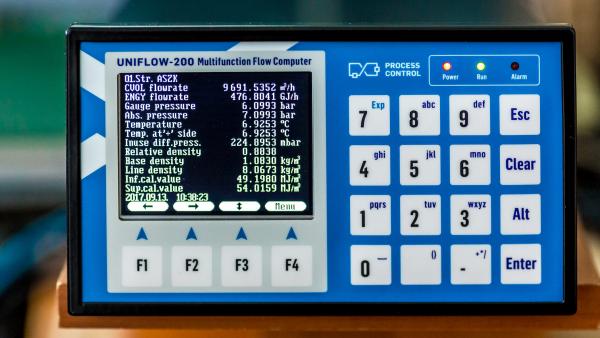 UNIFLOW-200 Multifunction Flow Computer
01.Str. ASZK
CVOL flowrate 9691.5352 m³/h
ENGY flowrate 476.8041 GJ/h
Gauge pressure 6.0993 bar
Abs. pressure 7.0993 bar
Temperature 6.9253 °C
Temp. at'÷' side 6.9253 °C
Inuse diff.press. 224.8953 mbar
Relative density 0.8838
Base density 1.0830 kg/m³
Line density 8.0673 kg/m³
Inf.cal.value 49.1980 MJ/m³
Sup.cal.value 54.0159 MJ/m³
2017.09.13. 10:38:23
← → ↕ Menu
F1 F2 F3 F4
PROCESS
CONTROL
Power Run Alarm
7 Exp 8 abc 9 def Esc
4 ghi 5 jkl 6 mno Clear
1 pqrs 2 tuv 3 wxyz Alt
0 — . () - +*/ Enter